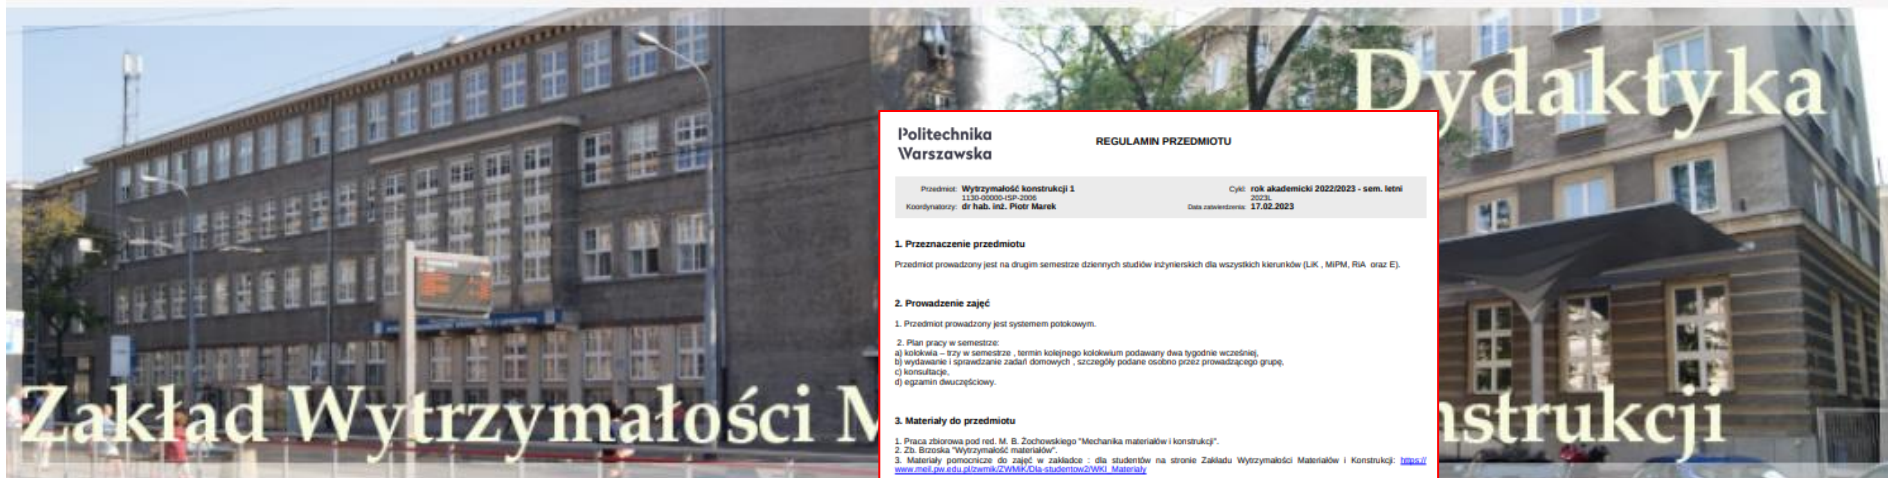 Dydaktyka
Zakład Wytrzymałości M
nstrukcji
Politechnika
Warszawska
REGULAMIN PRZEDMIOTU
Przedmiot: Wytrzymałość konstrukcji 1
1130-00000-ISP-2006
Koordynatorzy: dr hab. inż. Piotr Marek
Cykl: rok akademicki 2022/2023 - sem. letni
2023L
Data zatwierdzenia: 17.02.2023
1. Przeznaczenie przedmiotu
Przedmiot prowadzony jest na drugim semestrze dziennych studiów inżynierskich dla wszystkich kierunków (LiK , MiPM, RiA oraz E).
2. Prowadzenie zajęć
1. Przedmiot prowadzony jest systemem potokowym.
2. Plan pracy w semestrze:
a) kolokwia – trzy w semestrze , termin kolejnego kolokwium podawany dwa tygodnie wcześniej,
b) wydawanie i sprawdzanie zadań domowych , szczegóły podane osobno przez prowadzącego grupę,
c) konsultacje,
d) egzamin dwuczęściowy.
3. Materiały do przedmiotu
1. Praca zbiorowa pod red. M. B. Żochowskiego "Mechanika materiałów i konstrukcji".
2. Zb. Brzoska "Wytrzymałość materiałów".
3. Materiały pomocnicze do zajęć w zakładce : dla studentów na stronie Zakładu Wytrzymałości Materiałów i Konstrukcji: https://
www.meil.pw.edu.pl/zwmik/ZWMiK/Dla-studentow2/WKI_Materialy